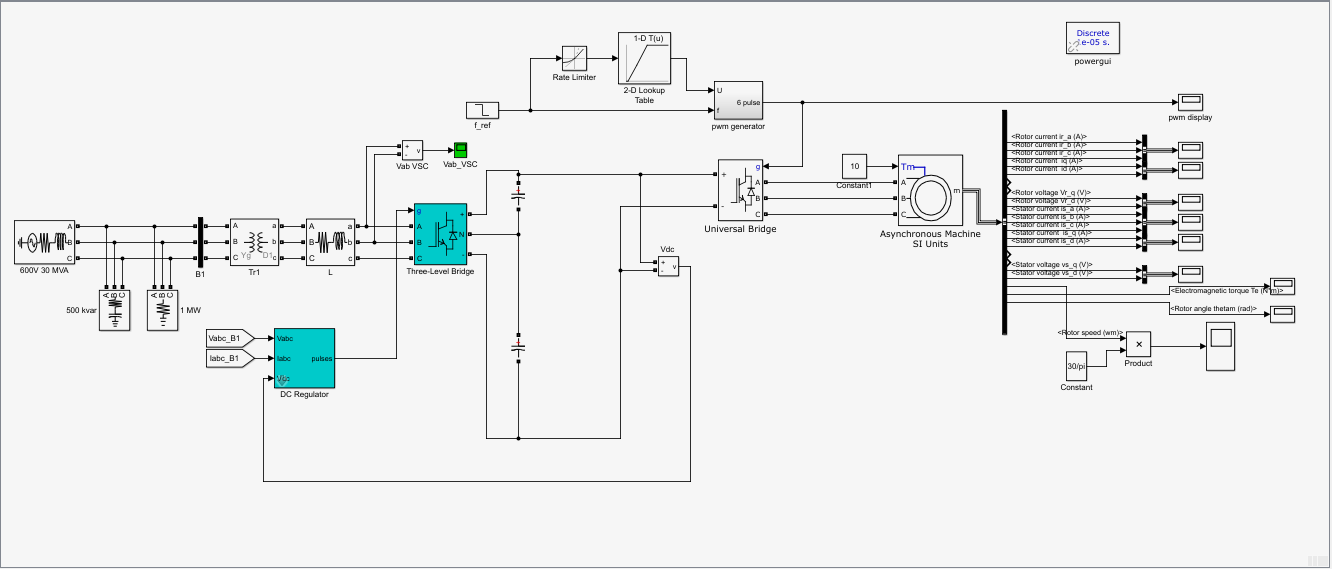 Discrete
e-05 s.
powergui
1-D T(u)
Rate Limiter
2-D Lookup
Table
U
f
6 pulse
pwm generator
pwm display
f_ref
+
-
v
Vab VSC
Vab_VSC
g
+
-
A
B
C
Universal Bridge
10
Constant1
Tm
A
B
C
m
Asynchronous Machine
SI Units
<Rotor current ir_a (A)>
<Rotor current ir_b (A)>
<Rotor current ir_c (A)>
<Rotor current iq (A)>
<Rotor current id (A)>
<Rotor voltage Vr_q (V)>
<Rotor voltage Vr_d (V)>
<Stator current is_a (A)>
<Stator current is_b (A)>
<Stator current is_c (A)>
<Stator current is_q (A)>
<Stator current is_d (A)>
<Stator voltage vs_q (V)>
<Stator voltage vs_d (V)>
<Electromagnetic torque Te (N*m)>
<Rotor angle thetam (rad)>
<Rotor speed (wm)>
30/pi
Constant
×
Product
A
B
C
600V 30 MVA
A B C
500 kvar
A B C
1 MW
B1
A
B
C
a
b
c
Yg
D1
Tr1
A
B
C
a
b
c
L
g
A
B
C
+
N
-
Three-Level Bridge
Vdc
+
-
v
Vabc_B1
Iabc_B1
Vabc
Iabc
pulses
DC Regulator